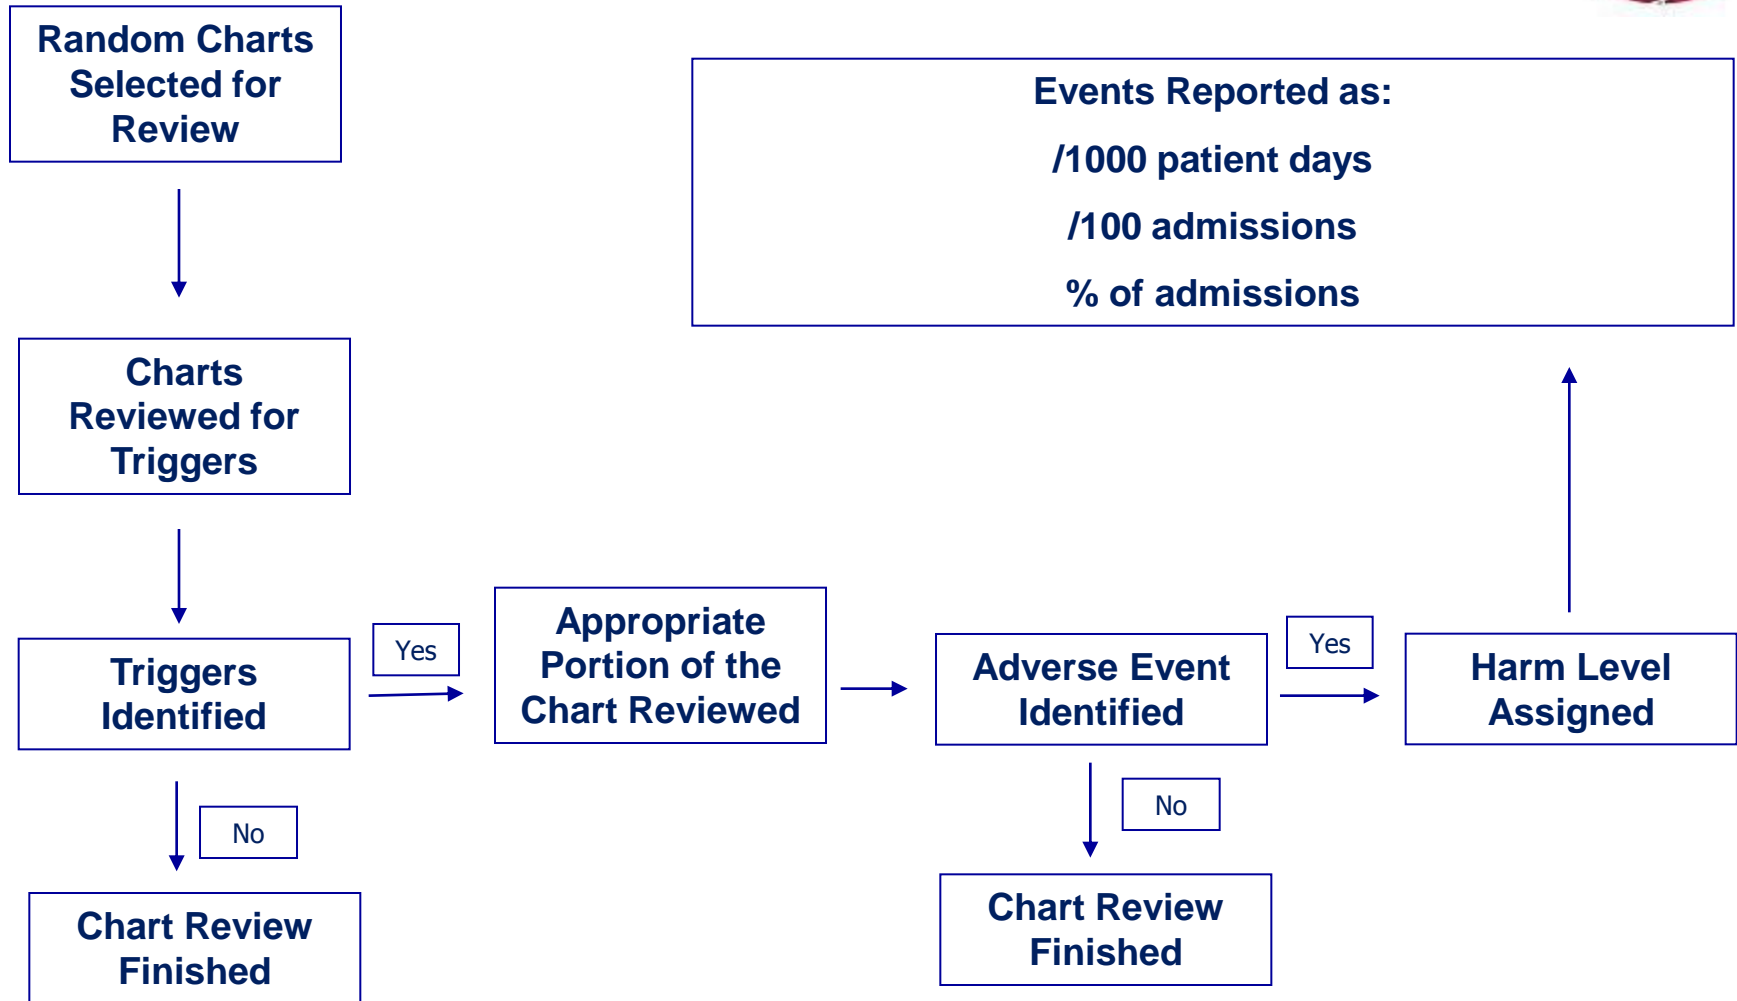 Random Charts
Selected for
Review
Events Reported as:
/1000 patient days
/100 admissions
% of admissions
Charts
Reviewed for
Triggers
Triggers
Identified
Yes
Appropriate
Portion of the
Chart Reviewed
Adverse Event
Identified
Yes
Harm Level
Assigned
No
Chart Review
Finished
No
Chart Review
Finished